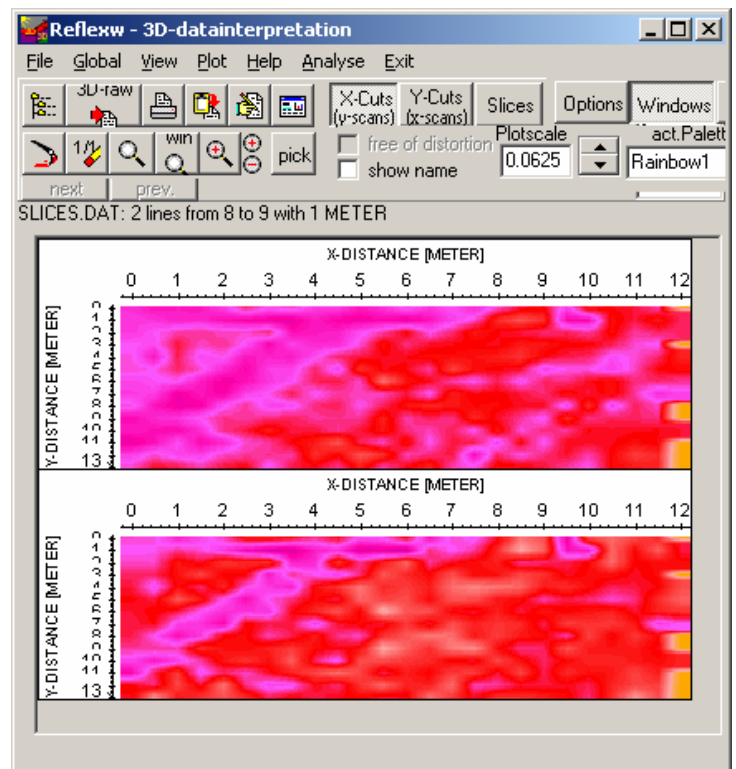 Reflexw - 3D-datainterpretation
File Global View Plot Help Analyse Exit
3D-raw
X-Cuts (y-scans)
Y-Cuts (x-scans)
Slices
Options
Windows
1/1
win
pick
free of distortion
show name
Plotscale
0.0625
act.Palett
Rainbow1
next prev.
SLICES.DAT: 2 lines from 8 to 9 with 1 METER
X-DISTANCE [METER]
0 1 2 3 4 5 6 7 8 9 10 11 12
Y-DISTANCE [METER]
11
13
X-DISTANCE [METER]
0 1 2 3 4 5 6 7 8 9 10 11 12
Y-DISTANCE [METER]
11
13